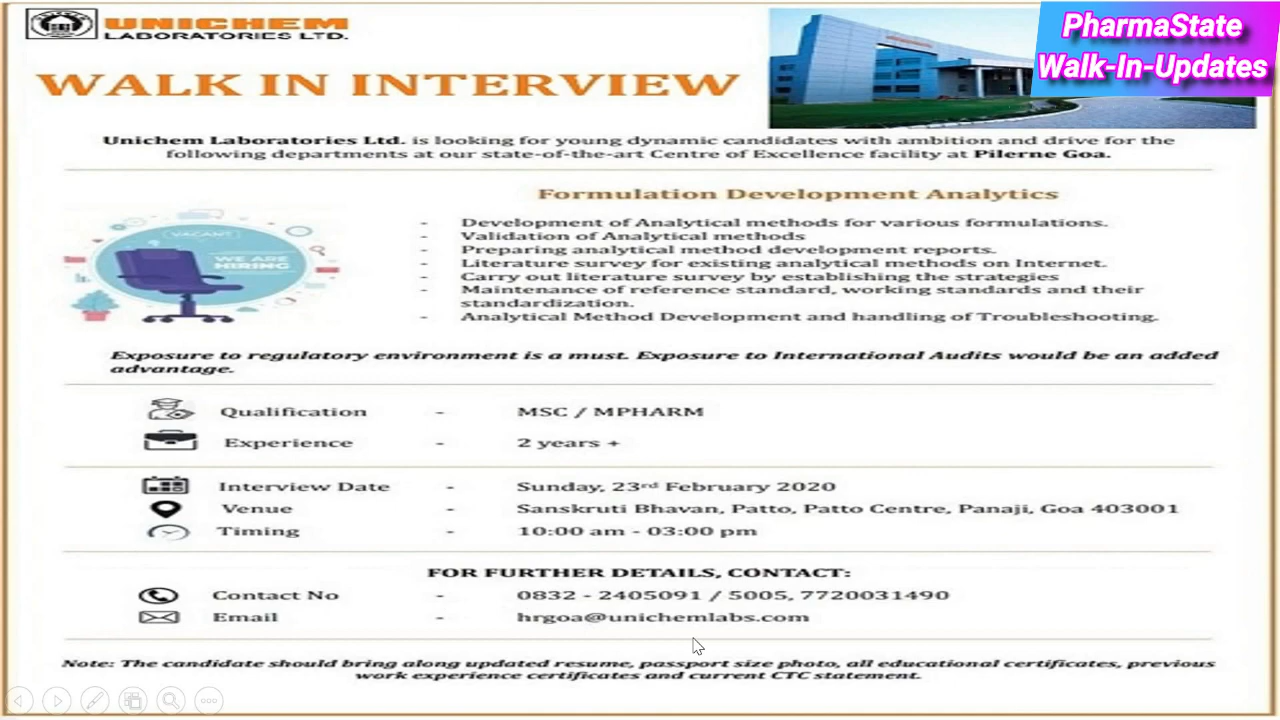 UNICHEM
LABORATORIES LTD.
PharmaState
Walk-In-Updates
WALK IN INTERVIEW
Unichem Laboratories Ltd. is looking for young dynamic candidates with ambition and drive for the
following departments at our state-of-the-art Centre of Excellence facility at Pilerne Goa.
Formulation Development Analytics
VACANT
WE ARE
HIRING
- Development of Analytical methods for various formulations.
- Validation of Analytical methods
- Preparing analytical method development reports.
- Literature survey for existing analytical methods on Internet.
- Carry out literature survey by establishing the strategies
- Maintenance of reference standard, working standards and their
standardization.
- Analytical Method Development and handling of Troubleshooting.
Exposure to regulatory environment is a must. Exposure to International Audits would be an added
advantage.
Qualification - MSC / MPHARM
Experience - 2 years +
Interview Date - Sunday, 23rd February 2020
Venue - Sanskruti Bhavan, Patto, Patto Centre, Panaji, Goa 403001
Timing - 10:00 am - 03:00 pm
FOR FURTHER DETAILS, CONTACT:
Contact No - 0832 - 2405091 / 5005, 7720031490
Email - hrgoa@unichemlabs.com
Note: The candidate should bring along updated resume, passport size photo, all educational certificates, previous
work experience certificates and current CTC statement.